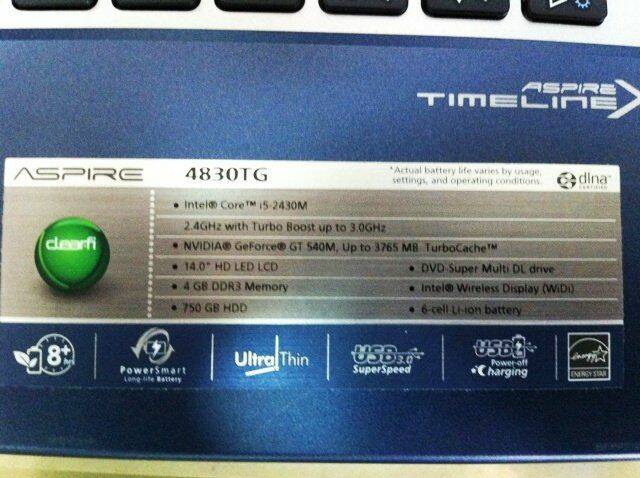 ASPIRE
TIMELINEX
ASPIRE 4830TG
*Actual battery life varies by usage,
settings, and operating conditions.
dlna
CERTIFIED
clear.fi
• Intel® Core™ i5-2430M
2.4GHz with Turbo Boost up to 3.0GHz
• NVIDIA® GeForce® GT 540M, Up to 3765 MB TurboCache™
• 14.0" HD LED LCD
• DVD-Super Multi DL drive
• 4 GB DDR3 Memory
• Intel® Wireless Display (WiDi)
• 750 GB HDD
• 6-cell Li-ion battery
8+
PowerSmart
Long-life Battery
UltraThin
USB 3.0
SuperSpeed
USB
Power-off
Charging
energy
ENERGY STAR